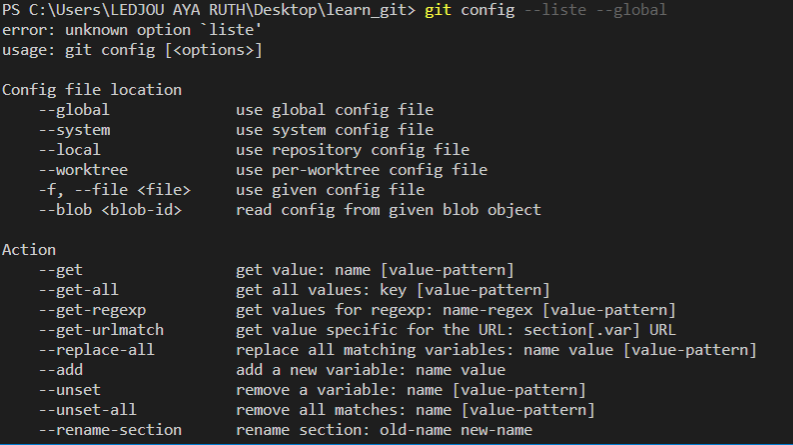 PS C:\Users\LEDJOU AYA RUTH\Desktop\learn_git> git config --liste --global
error: unknown option `liste'
usage: git config [<options>]

Config file location
    --global              use global config file
    --system              use system config file
    --local               use repository config file
    --worktree            use per-worktree config file
    -f, --file <file>     use given config file
    --blob <blob-id>      read config from given blob object

Action
    --get                 get value: name [value-pattern]
    --get-all             get all values: key [value-pattern]
    --get-regexp          get values for regexp: name-regex [value-pattern]
    --get-urlmatch        get value specific for the URL: section[.var] URL
    --replace-all         replace all matching variables: name value [value-pattern]
    --add                 add a new variable: name value
    --unset               remove a variable: name [value-pattern]
    --unset-all           remove all matches: name [value-pattern]
    --rename-section      rename section: old-name new-name